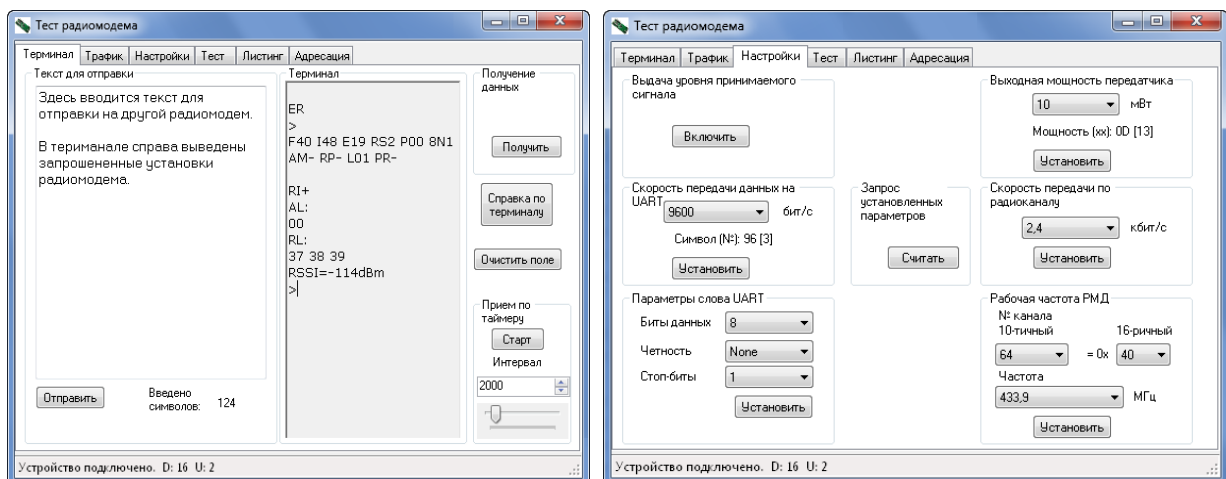 Тест радиомодема
Терминал Трафик Настройки Тест Листинг Адресация
Текст для отправки
Здесь вводится текст для
отправки на другой радиомодем.
В териманале справа выведены
запрошененные установки
радиомодема.
Отправить
Введено
символов: 124
Терминал
ER
>
F40 I48 E19 RS2 P00 8N1
AM- RP- L01 PR-
RI+
AL:
00
RL:
37 38 39
RSSI=-114dBm
>
Получение
данных
Получить
Справка по
терминалу
Очистить поле
Прием по
таймеру
Старт
Интервал
2000
Устройство подключено. D: 16 U: 2
Тест радиомодема
Терминал Трафик Настройки Тест Листинг Адресация
Выдача уровня принимаемого
сигнала
Включить
Выходная мощность передатчика
10 мВт
Мощность (xx): 0D [13]
Установить
Скорость передачи данных на
UART
9600 бит/с
Символ (№): 96 [3]
Установить
Запрос
установленных
параметров
Считать
Скорость передачи по
радиоканалу
2,4 кбит/с
Установить
Параметры слова UART
Биты данных 8
Четность None
Стоп-биты 1
Установить
Рабочая частота РМД
№ канала
10-тичный 16-ричный
64 = 0x 40
Частота
433,9 МГц
Установить
Устройство подключено. D: 16 U: 2